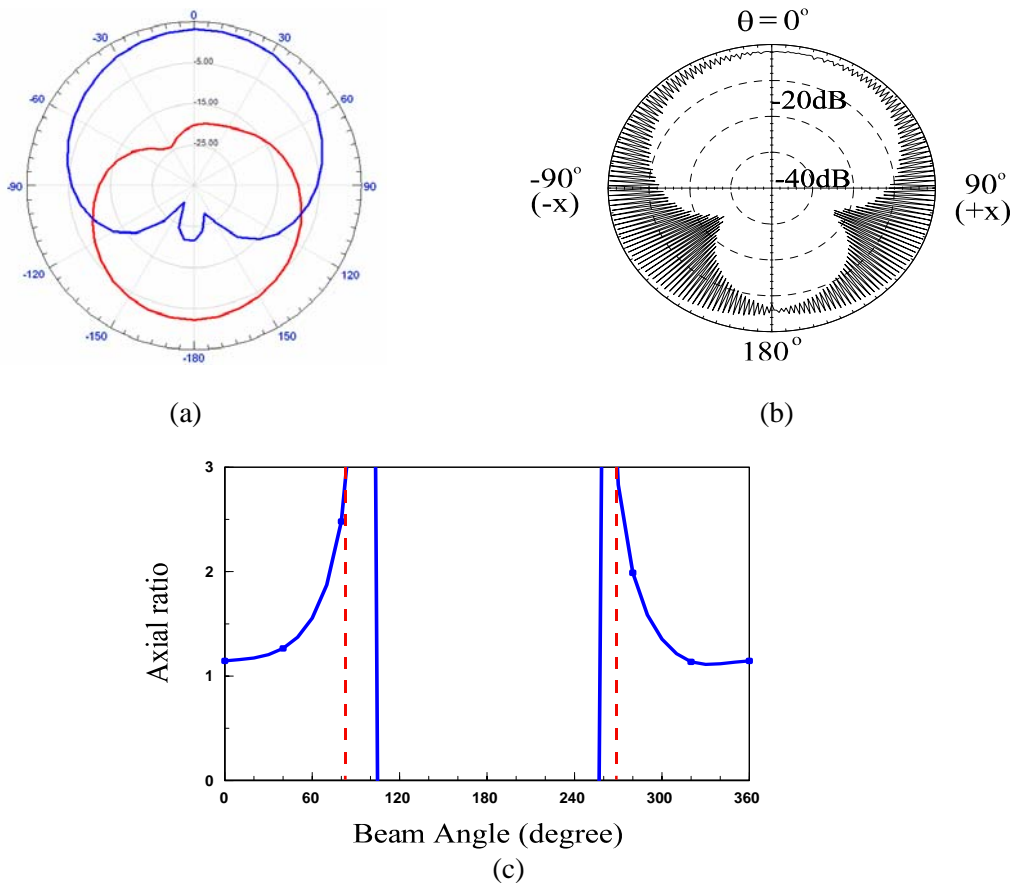 0
-30
30
-5.00
-60
60
-15.00
-25.00
-90
90
-120
120
-150
150
-180
(a)
θ = 0°
-20dB
-40dB
-90°
(-x)
90°
(+x)
180°
(b)
3
2
1
0
Axial ratio
0
60
120
180
240
300
360
Beam Angle (degree)
(c)